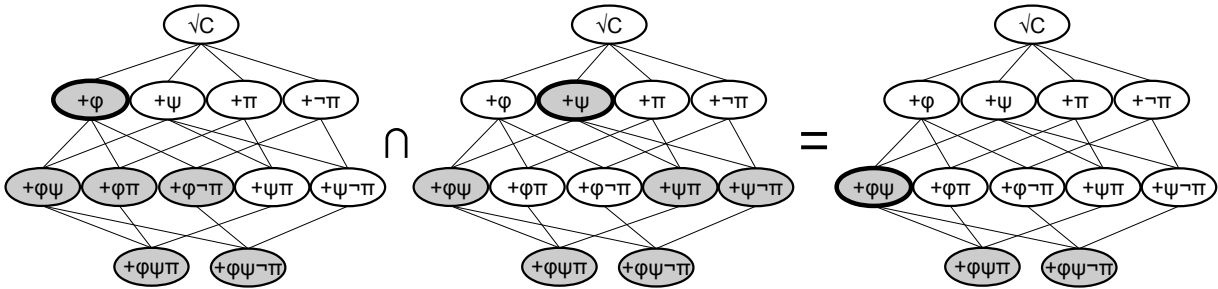 √C √C √C
+φ +ψ +π +¬π +φ +ψ +π +¬π +φ +ψ +π +¬π
∩ =
+φψ +φπ +φ¬π +ψπ +ψ¬π +φψ +φπ +φ¬π +ψπ +ψ¬π +φψ +φπ +φ¬π +ψπ +ψ¬π
+φψπ +φψ¬π +φψπ +φψ¬π +φψπ +φψ¬π